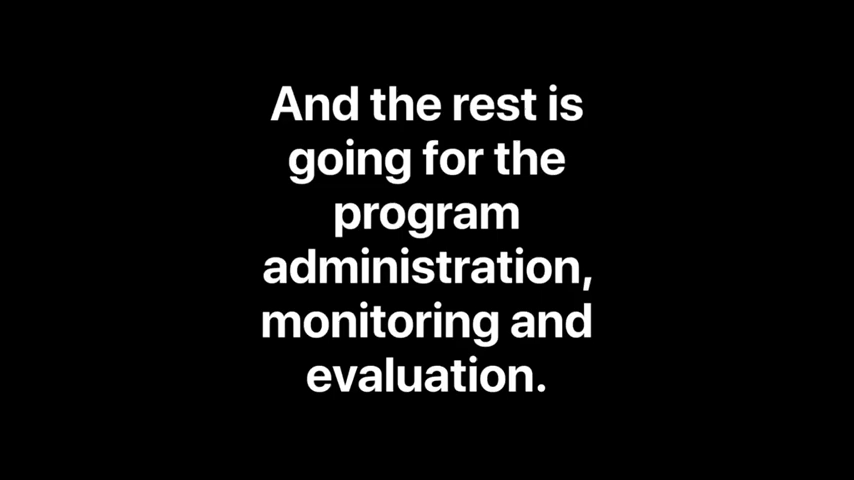 And the rest is
going for the
program
administration,
monitoring and
evaluation.